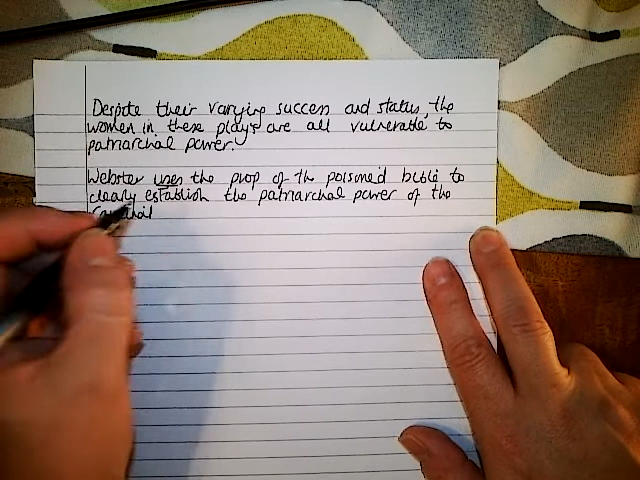 Despite their varying success and status, the
women in these plays are all vulnerable to
patriarchal power.
Webster uses the prop of the poisoned bible to
clearly establish the patriarchal power of the